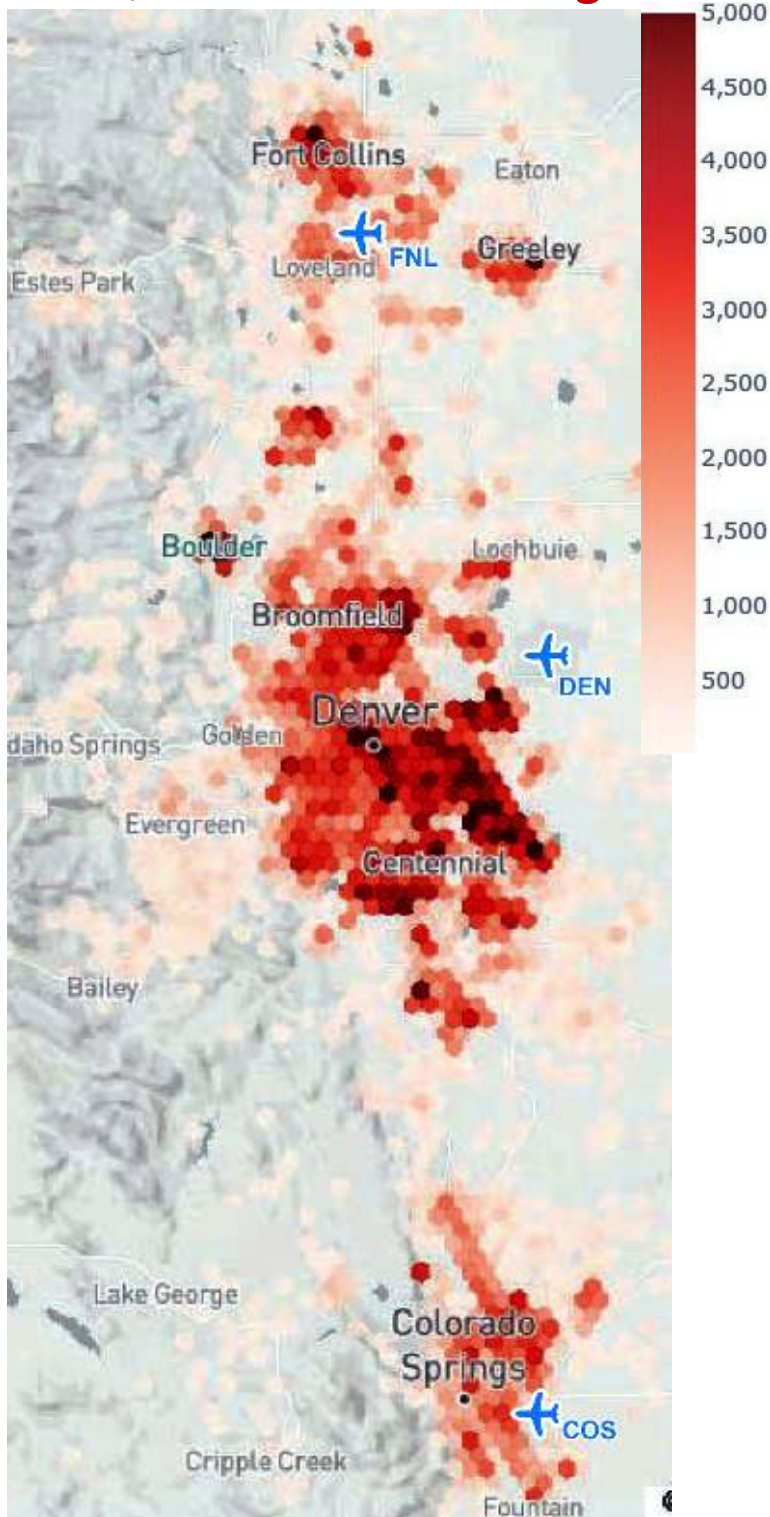 5,000
4,500
4,000
3,500
3,000
2,500
2,000
1,500
1,000
500
Fort Collins
Eaton
FNL
Greeley
Loveland
Estes Park
Boulder
Lochbuie
Broomfield
DEN
Denver
daho Springs
Golden
Evergreen
Centennial
Bailey
Lake George
Colorado
Springs
COS
Cripple Creek
Fountain